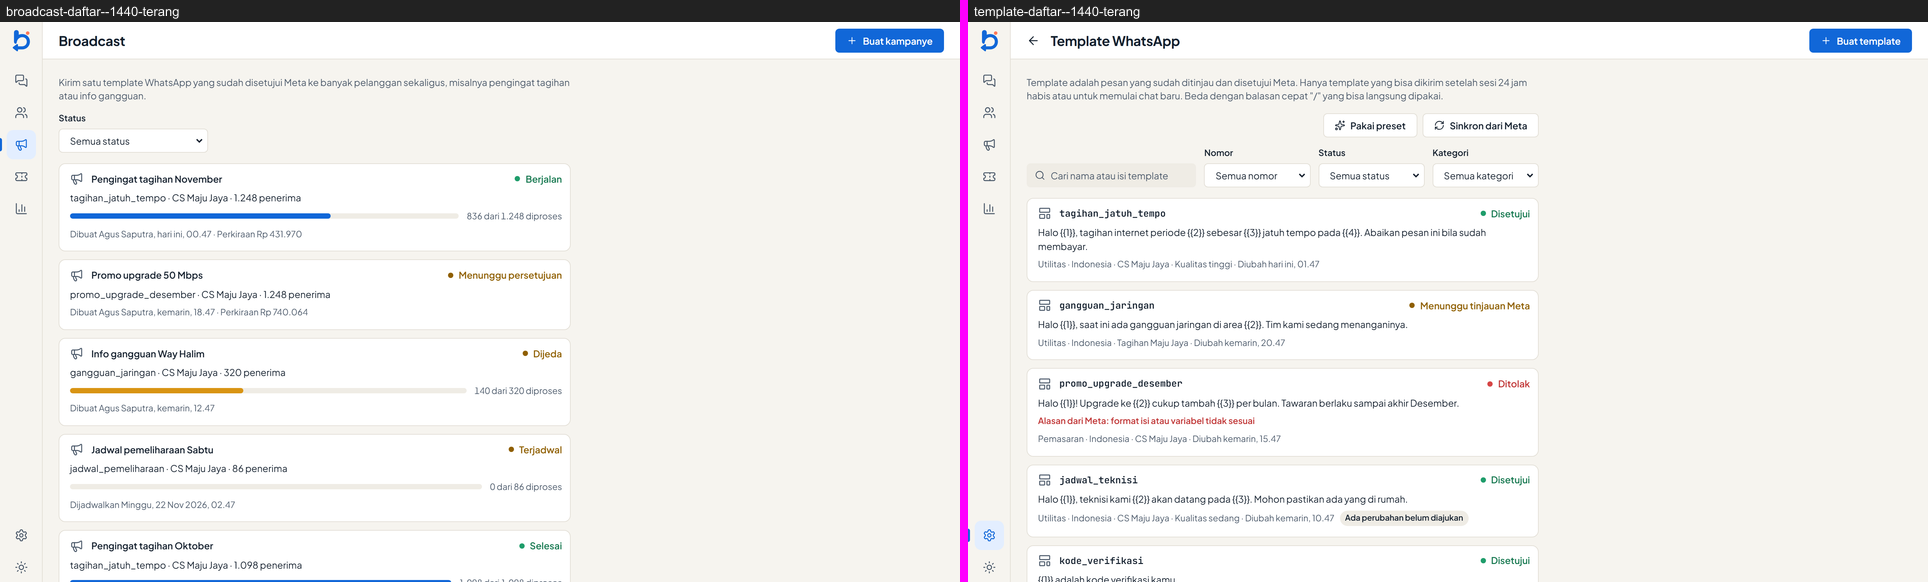 broadcast-daftar--1440-terang
Broadcast
+ Buat kampanye
Kirim satu template WhatsApp yang sudah disetujui Meta ke banyak pelanggan sekaligus, misalnya pengingat tagihan
atau info gangguan.
Status
Semua status
Pengingat tagihan November
Berjalan
tagihan_jatuh_tempo · CS Maju Jaya · 1.248 penerima
836 dari 1.248 diproses
Dibuat Agus Saputra, hari ini, 00.47 · Perkiraan Rp 431.970
Promo upgrade 50 Mbps
Menunggu persetujuan
promo_upgrade_desember · CS Maju Jaya · 1.248 penerima
Dibuat Agus Saputra, kemarin, 18.47 · Perkiraan Rp 740.064
Info gangguan Way Halim
Dijeda
gangguan_jaringan · CS Maju Jaya · 320 penerima
140 dari 320 diproses
Dibuat Agus Saputra, kemarin, 12.47
Jadwal pemeliharaan Sabtu
Terjadwal
jadwal_pemeliharaan · CS Maju Jaya · 86 penerima
0 dari 86 diproses
Dijadwalkan Minggu, 22 Nov 2026, 02.47
Pengingat tagihan Oktober
Selesai
tagihan_jatuh_tempo · CS Maju Jaya · 1.098 penerima
template-daftar--1440-terang
Template WhatsApp
+ Buat template
Template adalah pesan yang sudah ditinjau dan disetujui Meta. Hanya template yang bisa dikirim setelah sesi 24 jam
habis atau untuk memulai chat baru. Beda dengan balasan cepat "/" yang bisa langsung dipakai.
Pakai preset
Sinkron dari Meta
Cari nama atau isi template
Nomor
Semua nomor
Status
Semua status
Kategori
Semua kategori
tagihan_jatuh_tempo
Disetujui
Halo {{1}}, tagihan internet periode {{2}} sebesar {{3}} jatuh tempo pada {{4}}. Abaikan pesan ini bila sudah
membayar.
Utilitas · Indonesia · CS Maju Jaya · Kualitas tinggi · Diubah hari ini, 01.47
gangguan_jaringan
Menunggu tinjauan Meta
Halo {{1}}, saat ini ada gangguan jaringan di area {{2}}. Tim kami sedang menanganinya.
Utilitas · Indonesia · Tagihan Maju Jaya · Diubah kemarin, 20.47
promo_upgrade_desember
Ditolak
Halo {{1}}! Upgrade ke {{2}} cukup tambah {{3}} per bulan. Tawaran berlaku sampai akhir Desember.
Alasan dari Meta: format isi atau variabel tidak sesuai
Pemasaran · Indonesia · CS Maju Jaya · Diubah kemarin, 15.47
jadwal_teknisi
Disetujui
Halo {{1}}, teknisi kami {{2}} akan datang pada {{3}}. Mohon pastikan ada yang di rumah.
Utilitas · Indonesia · CS Maju Jaya · Kualitas sedang · Diubah kemarin, 10.47
Ada perubahan belum diajukan
kode_verifikasi
Disetujui
{{1}} adalah kode verifikasi kamu